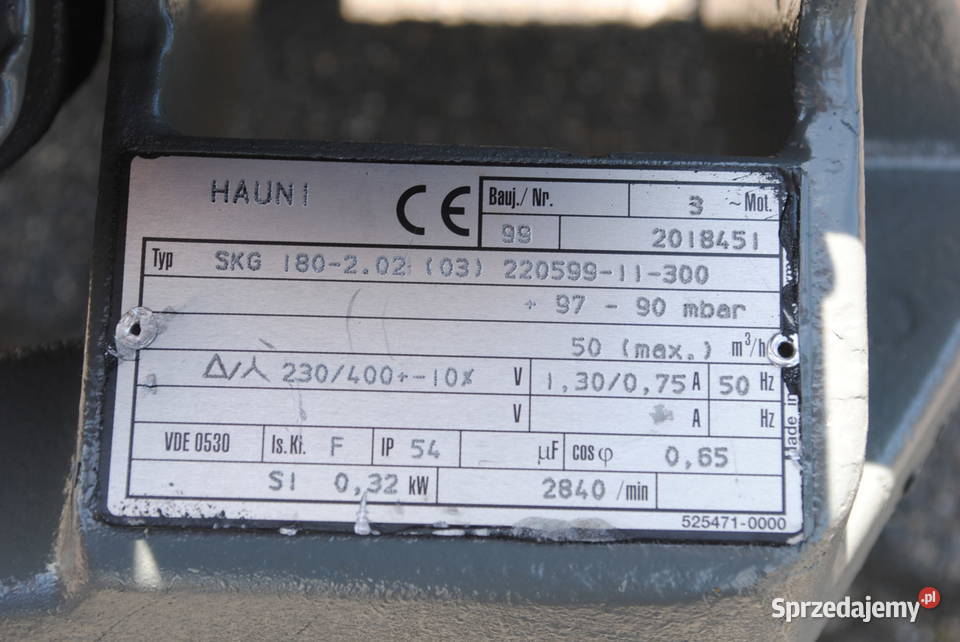 HAUNI CE Bauj./ Nr. 3 ~ Mot.
99 2018451
Typ SKG 180-2.02 (03) 220599-11-300
+ 97 - 90 mbar
50 (max.) m³/h
Δ/⅄ 230/400+-10% V 1,30/0,75 A 50 Hz
V A Hz
VDE 0530 Is.Kl. F IP 54 µF cos φ 0,65
S1 0,32 kW 2840 /min
525471-0000
Made in
Sprzedajemy.pl